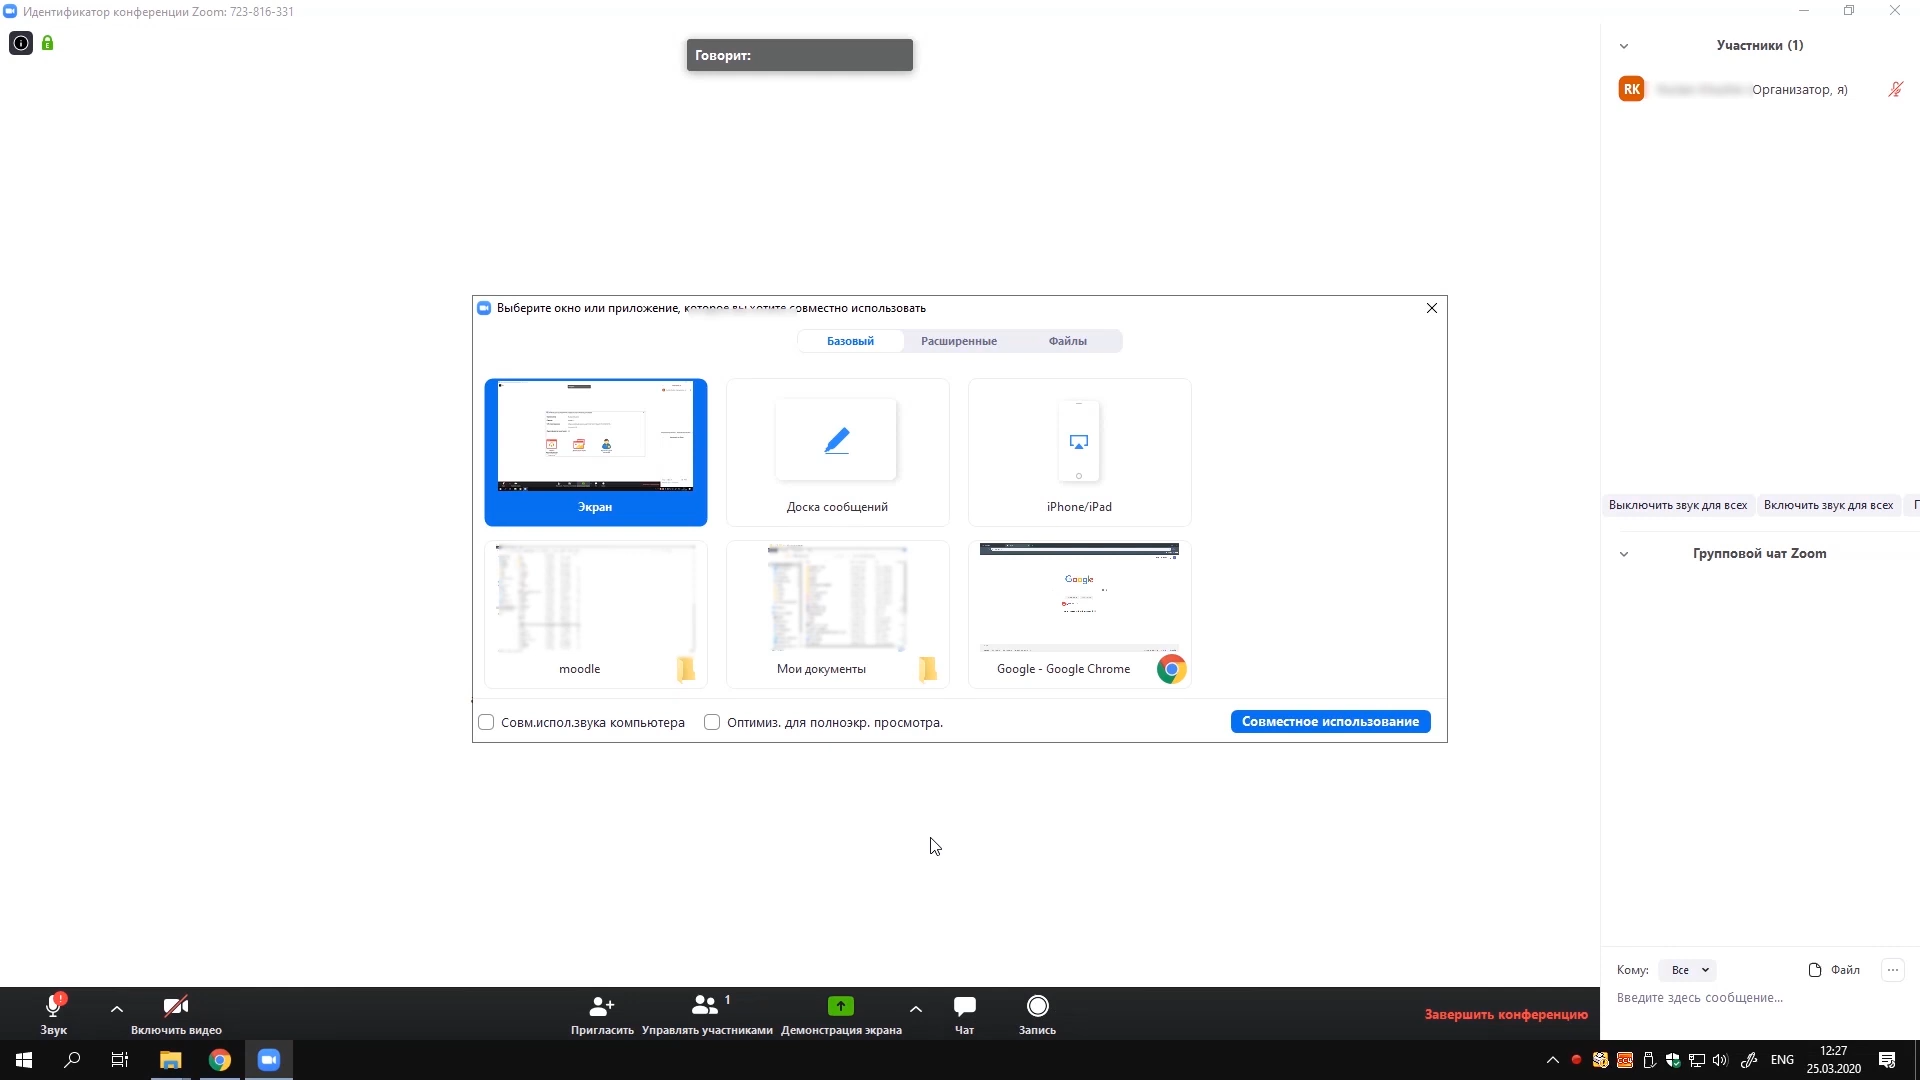 Идентификатор конференции Zoom: 723-816-331
Говорит:
Участники (1)
RK
Организатор, я)
Выберите окно или приложение, которое вы хотите совместно использовать
Базовый
Расширенные
Файлы
Экран
Доска сообщений
iPhone/iPad
Google
moodle
Мои документы
Google - Google Chrome
Совм.испол.звука компьютера
Оптимиз. для полноэкр. просмотра.
Совместное использование
Выключить звук для всех
Включить звук для всех
Групповой чат Zoom
Кому:
Все
Файл
Введите здесь сообщение...
Звук
Включить видео
Пригласить
1
Управлять участниками
Демонстрация экрана
Чат
Запись
Завершить конференцию
ENG
12:27
25.03.2020